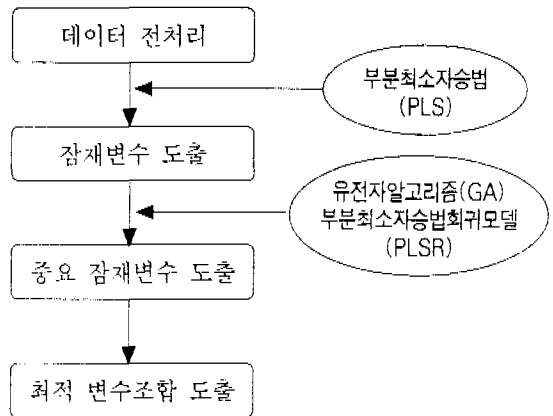 데이터 전처리
부분최소자승법
(PLS)
잠재변수 도출
유전자알고리즘(GA)
부분최소자승법회귀모델
(PLSR)
중요 잠재변수 도출
최적 변수조합 도출